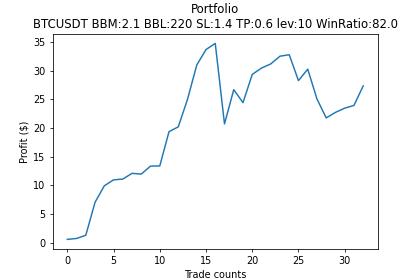 Portfolio
BTCUSDT BBM:2.1 BBL:220 SL:1.4 TP:0.6 lev:10 WinRatio:82.0
35
30
25
20
15
10
5
0
Profit ($)
0 5 10 15 20 25 30
Trade counts